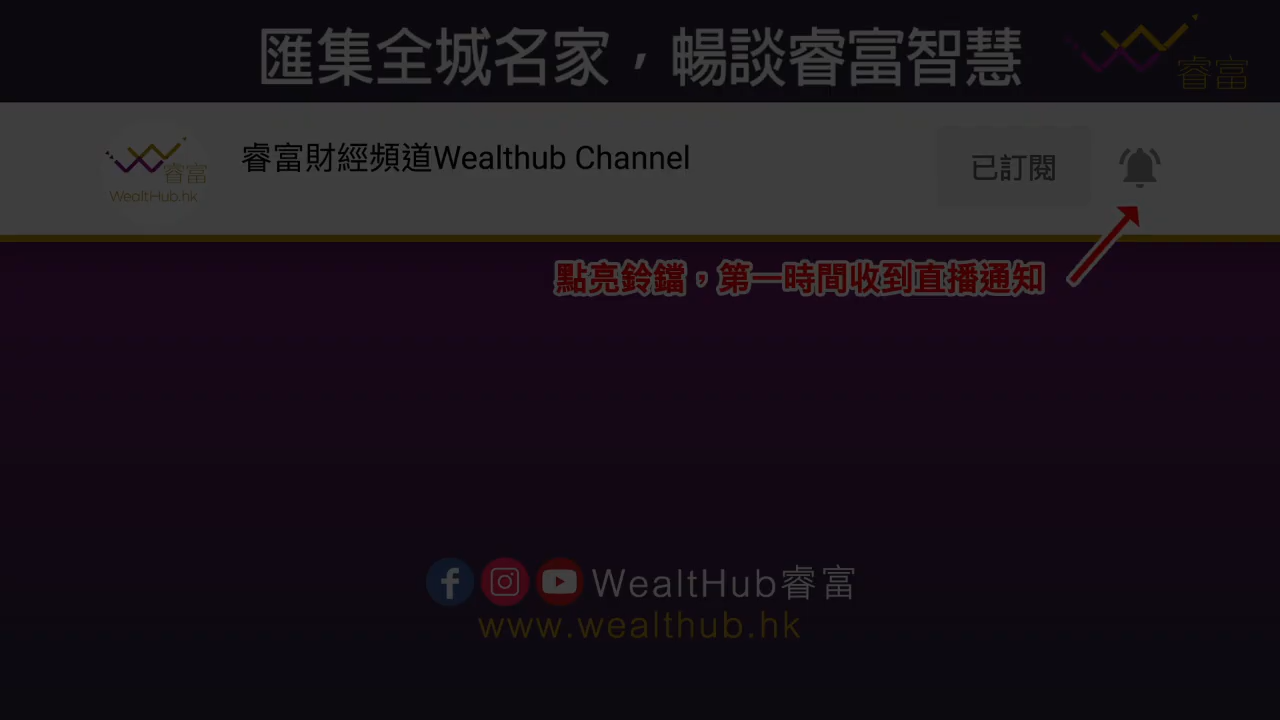 匯集全城名家，暢談睿富智慧
睿富
睿富財經頻道Wealthub Channel
睿富
WealtHub.hk
已訂閱
點亮鈴鐺，第一時間收到直播通知
WealtHub睿富
www.wealthub.hk